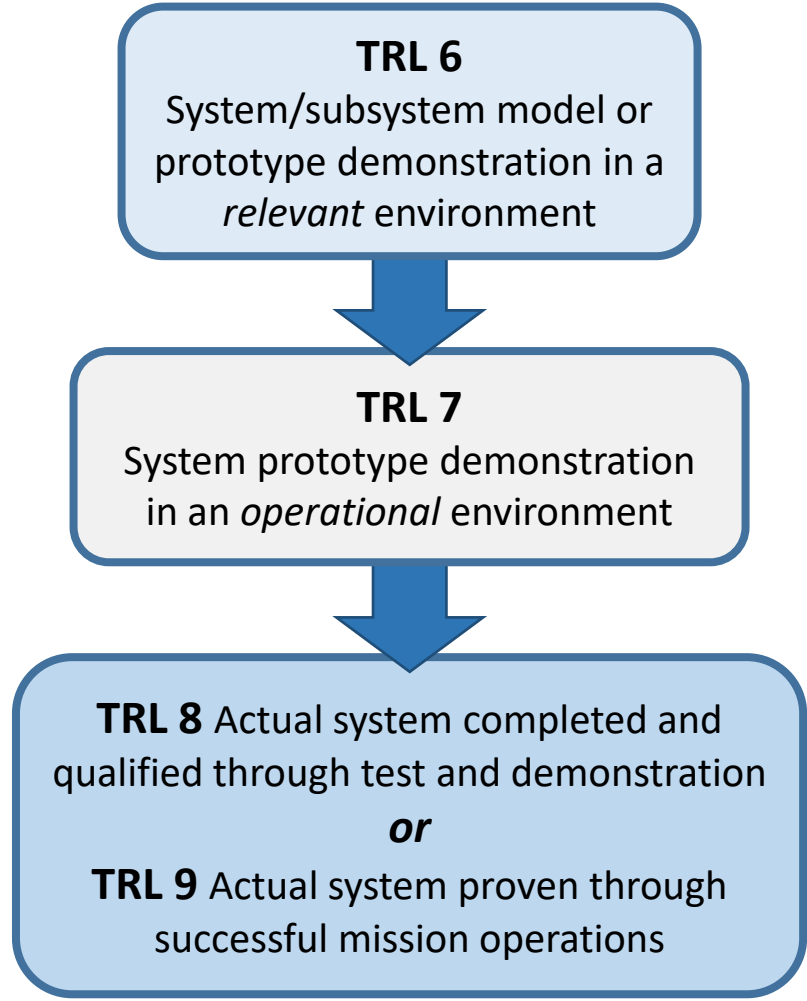 TRL 6
System/subsystem model or
prototype demonstration in a
relevant environment
TRL 7
System prototype demonstration
in an operational environment
TRL 8 Actual system completed and
qualified through test and demonstration
or
TRL 9 Actual system proven through
successful mission operations